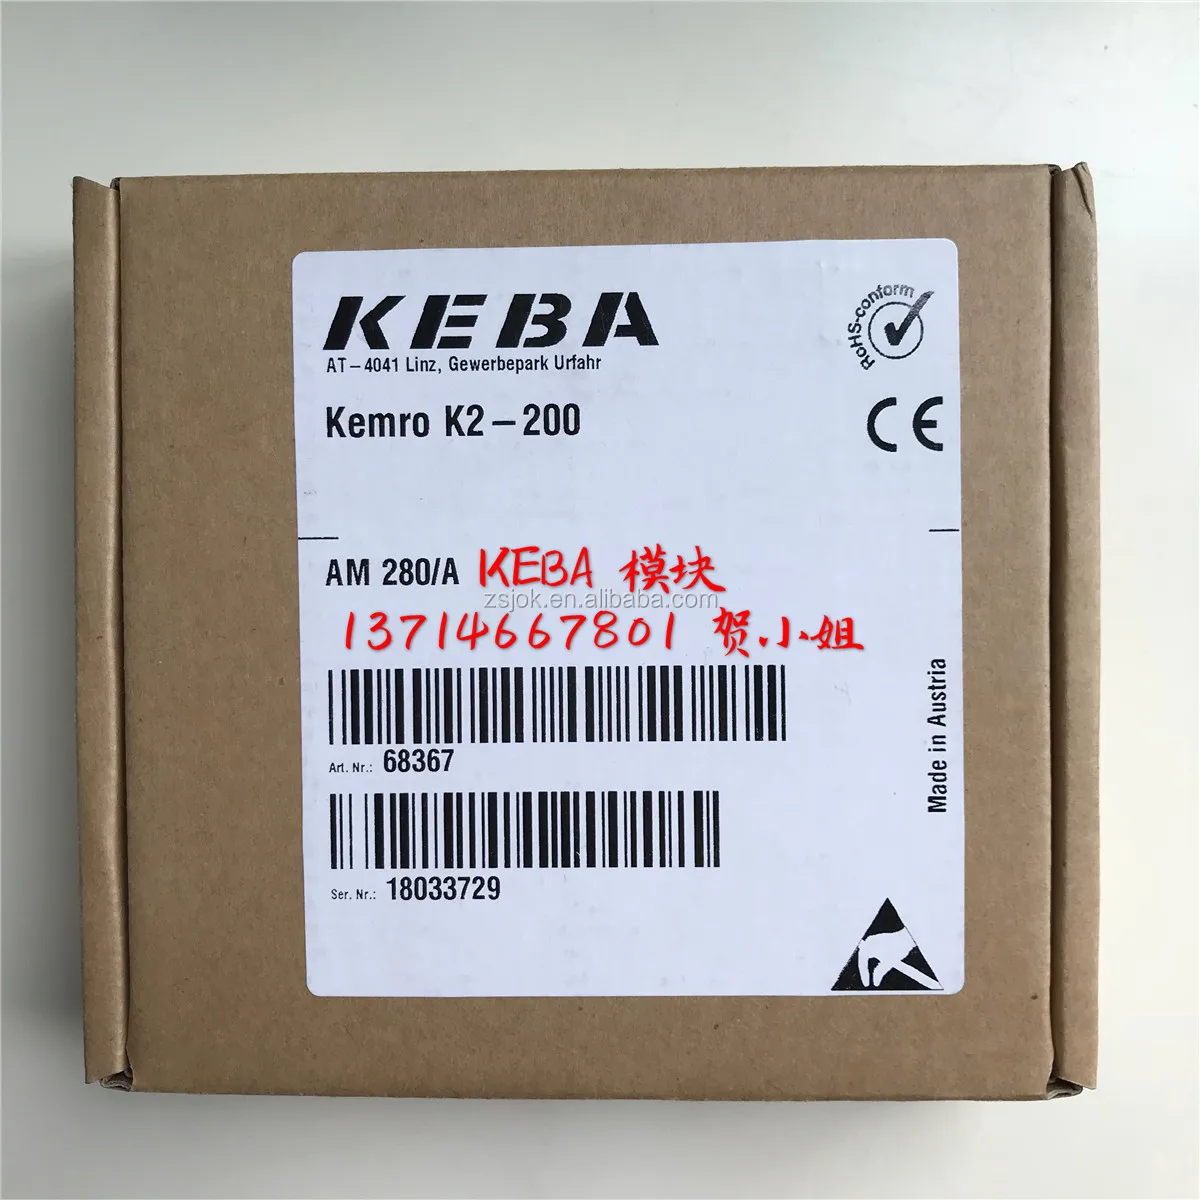 KEBA
AT-4041 Linz, Gewerbepark Urfahr
RoHS-conform
Kemro K2-200
CE
AM 280/A KEBA 模块
zsjok.en.alibaba.com
13714667801 贺小姐
Art. Nr.: 68367
Made in Austria
Ser. Nr.: 18033729